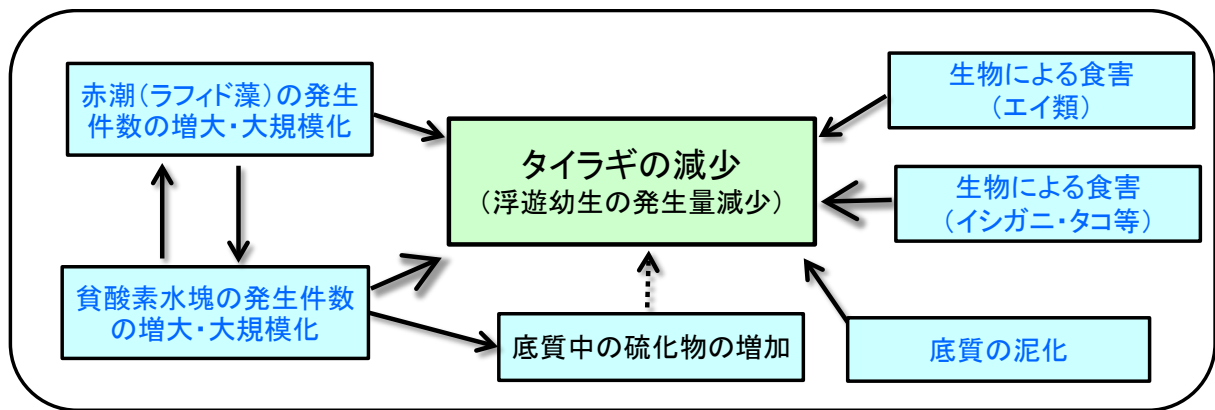 赤潮(ラフィド藻)の発生
件数の増大・大規模化
生物による食害
(エイ類)
タイラギの減少
(浮遊幼生の発生量減少)
生物による食害
(イシガニ・タコ等)
貧酸素水塊の発生件数
の増大・大規模化
底質中の硫化物の増加
底質の泥化